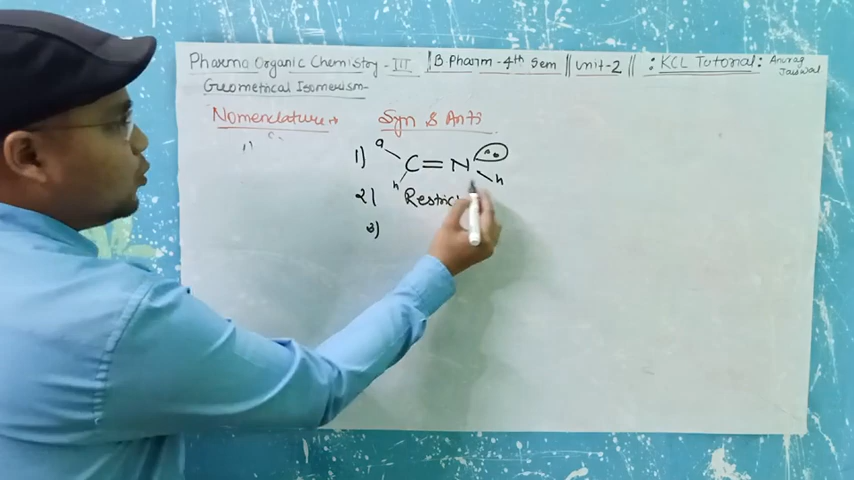 Pharma Organic Chemistry - III || B. Pharm - 4th Sem || Unit-2 || : KCL Tutorial : Anurag Jaiswal
Geometrical Isomerism-
Nomenclature → Syn & Anti
1)
1) a C = N
h h
2) Restric
3)